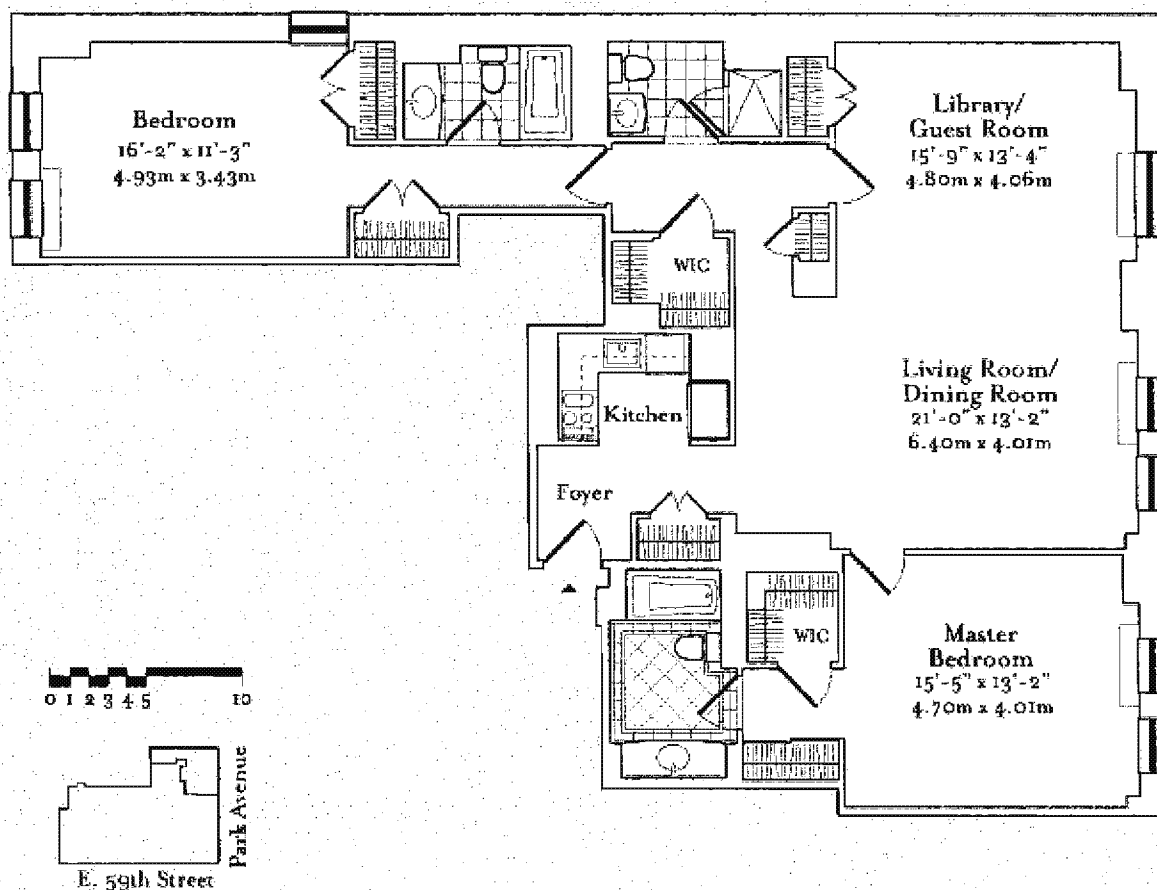 Bedroom
16'-2" x 11'-3"
4.93m x 3.43m
Library/
Guest Room
15'-9" x 13'-4"
4.80m x 4.06m
WIC
Kitchen
Living Room/
Dining Room
21'-0" x 13'-2"
6.40m x 4.01m
Foyer
WIC
Master
Bedroom
15'-5" x 13'-2"
4.70m x 4.01m
0 1 2 3 4 5 10
Park Avenue
E. 59th Street